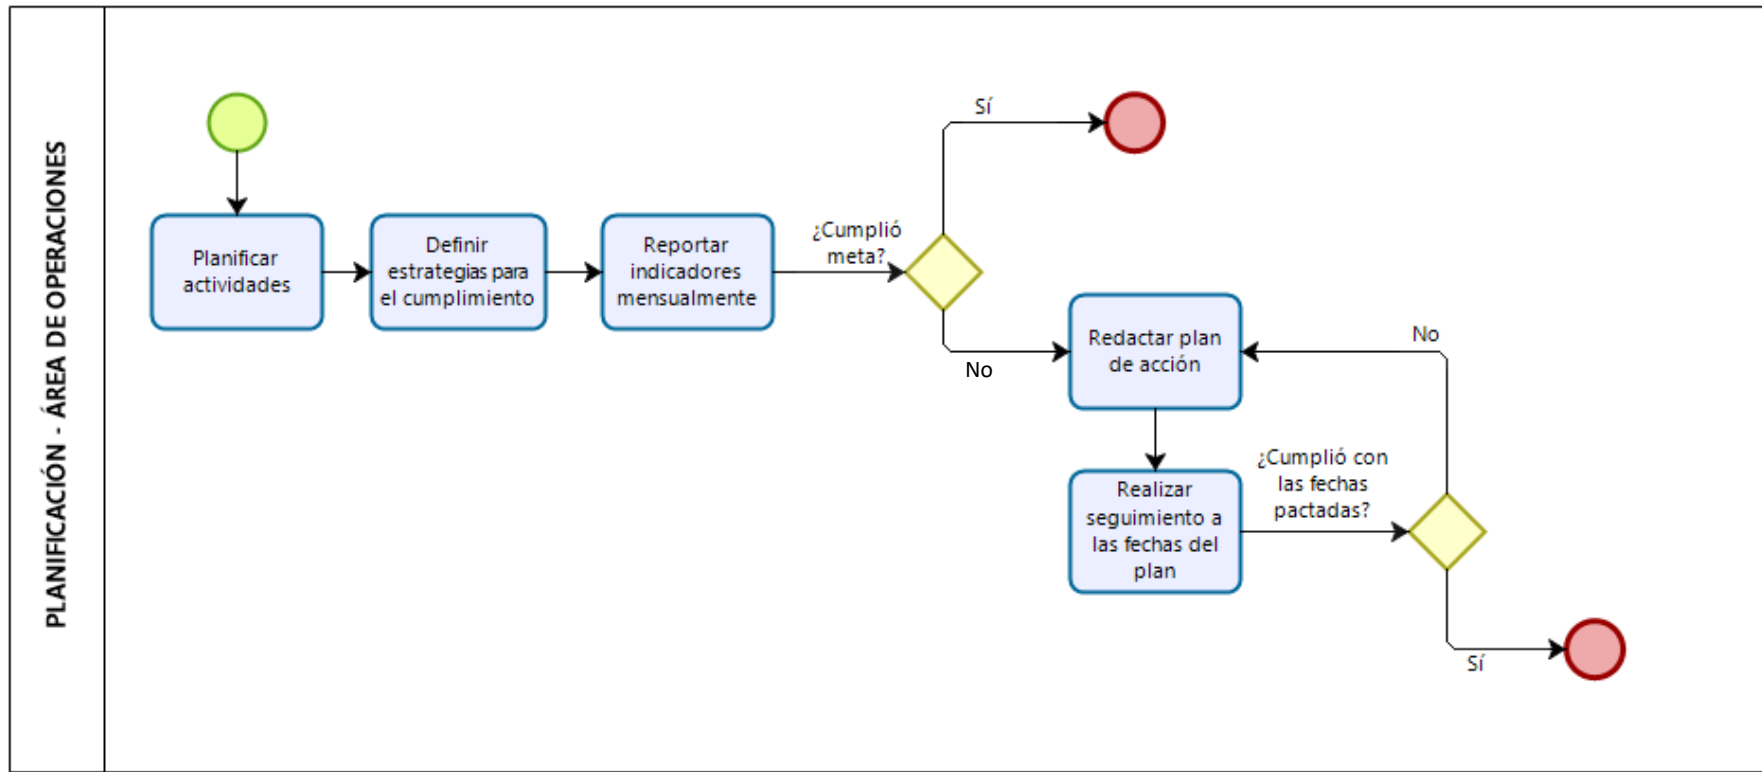 PLANIFICACIÓN - ÁREA DE OPERACIONES
Planificar
actividades
Definir
estrategias para
el cumplimiento
Reportar
indicadores
mensualmente
¿Cumplió
meta?
Sí
No
Redactar plan
de acción
Realizar
seguimiento a
las fechas del
plan
¿Cumplió con
las fechas
pactadas?
No
Sí